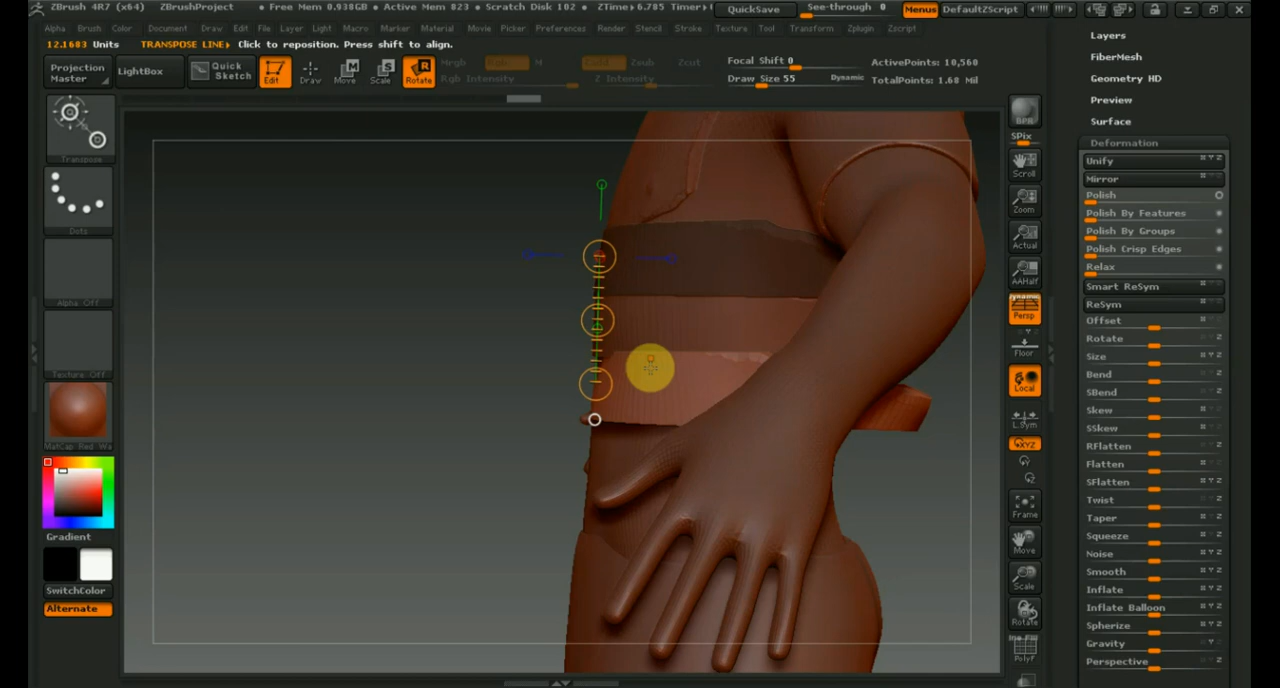 ZBrush 4R7 (x64) ZBrushProject • Free Mem 0.938GB • Active Mem 823 • Scratch Disk 102 • ZTime▸6.785 Timer▸ QuickSave See-through 0 Menus DefaultZScript
Alpha Brush Color Document Draw Edit File Layer Light Macro Marker Material Movie Picker Preferences Render Stencil Stroke Texture Tool Transform Zplugin Zscript
12.1683 Units TRANSPOSE LINE▸ Click to reposition. Press shift to align.
Projection Master
LightBox
Quick Sketch
Edit
Draw
Move
Scale
Rotate
Mrgb Rgb M
Rgb Intensity
Zadd Zsub Zcut
Z Intensity
Focal Shift 0
Draw Size 55 Dynamic
ActivePoints: 10,560
TotalPoints: 1.68 Mil
Transpose
Dots
Alpha Off
Texture Off
MatCap Red Wa
Gradient
SwitchColor
Alternate
BPR
SPix
Scroll
Zoom
Actual
AAHalf
Dynamic
Persp
Floor
Local
L.Sym
XYZ
Frame
Move
Scale
Rotate
PolyF
Layers
FiberMesh
Geometry HD
Preview
Surface
Deformation
Unify
Mirror
Polish
Polish By Features
Polish By Groups
Polish Crisp Edges
Relax
Smart ReSym
ReSym
Offset
Rotate
Size
Bend
SBend
Skew
SSkew
RFlatten
Flatten
SFlatten
Twist
Taper
Squeeze
Noise
Smooth
Inflate
Inflate Balloon
Spherize
Gravity
Perspective